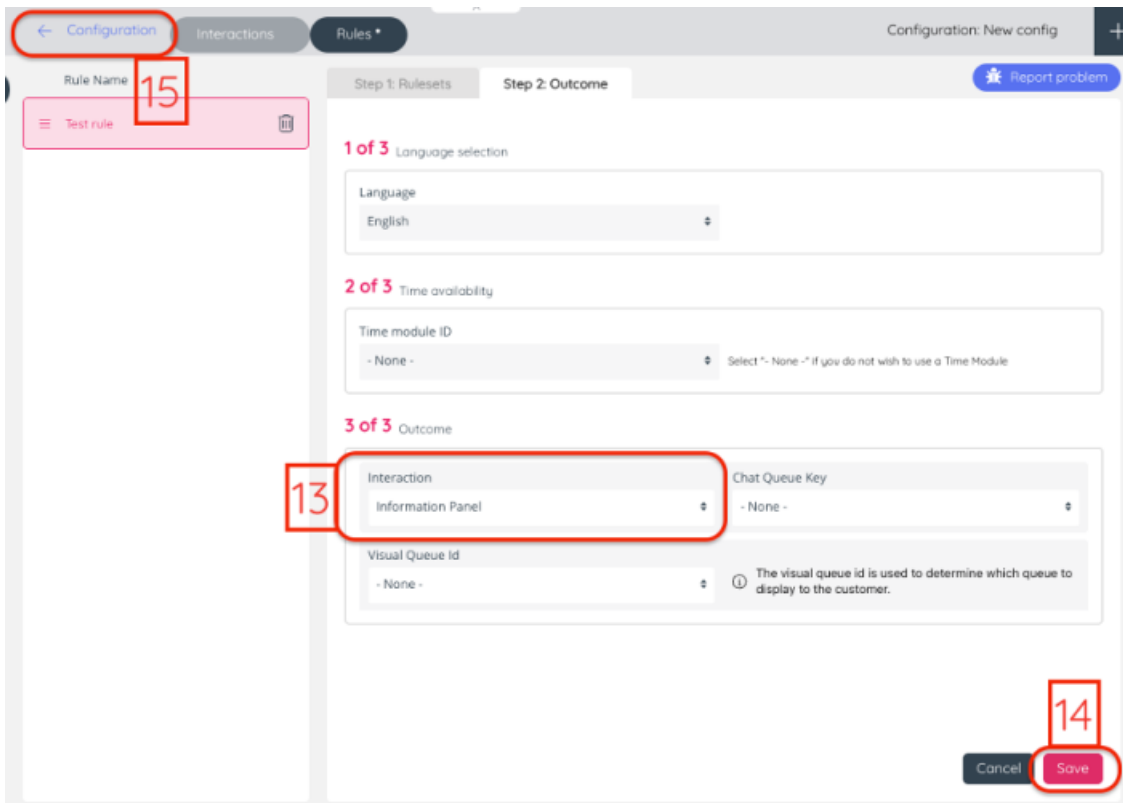 ← Configuration
Interactions
Rules *
Configuration: New config
+
Rule Name
15
Step 1: Rulesets
Step 2: Outcome
Report problem
Test rule
1 of 3 Language selection
Language
English
2 of 3 Time availability
Time module ID
- None -
Select "- None -" if you do not wish to use a Time Module
3 of 3 Outcome
13
Interaction
Information Panel
Chat Queue Key
- None -
Visual Queue Id
- None -
The visual queue id is used to determine which queue to
display to the customer.
14
Cancel
Save